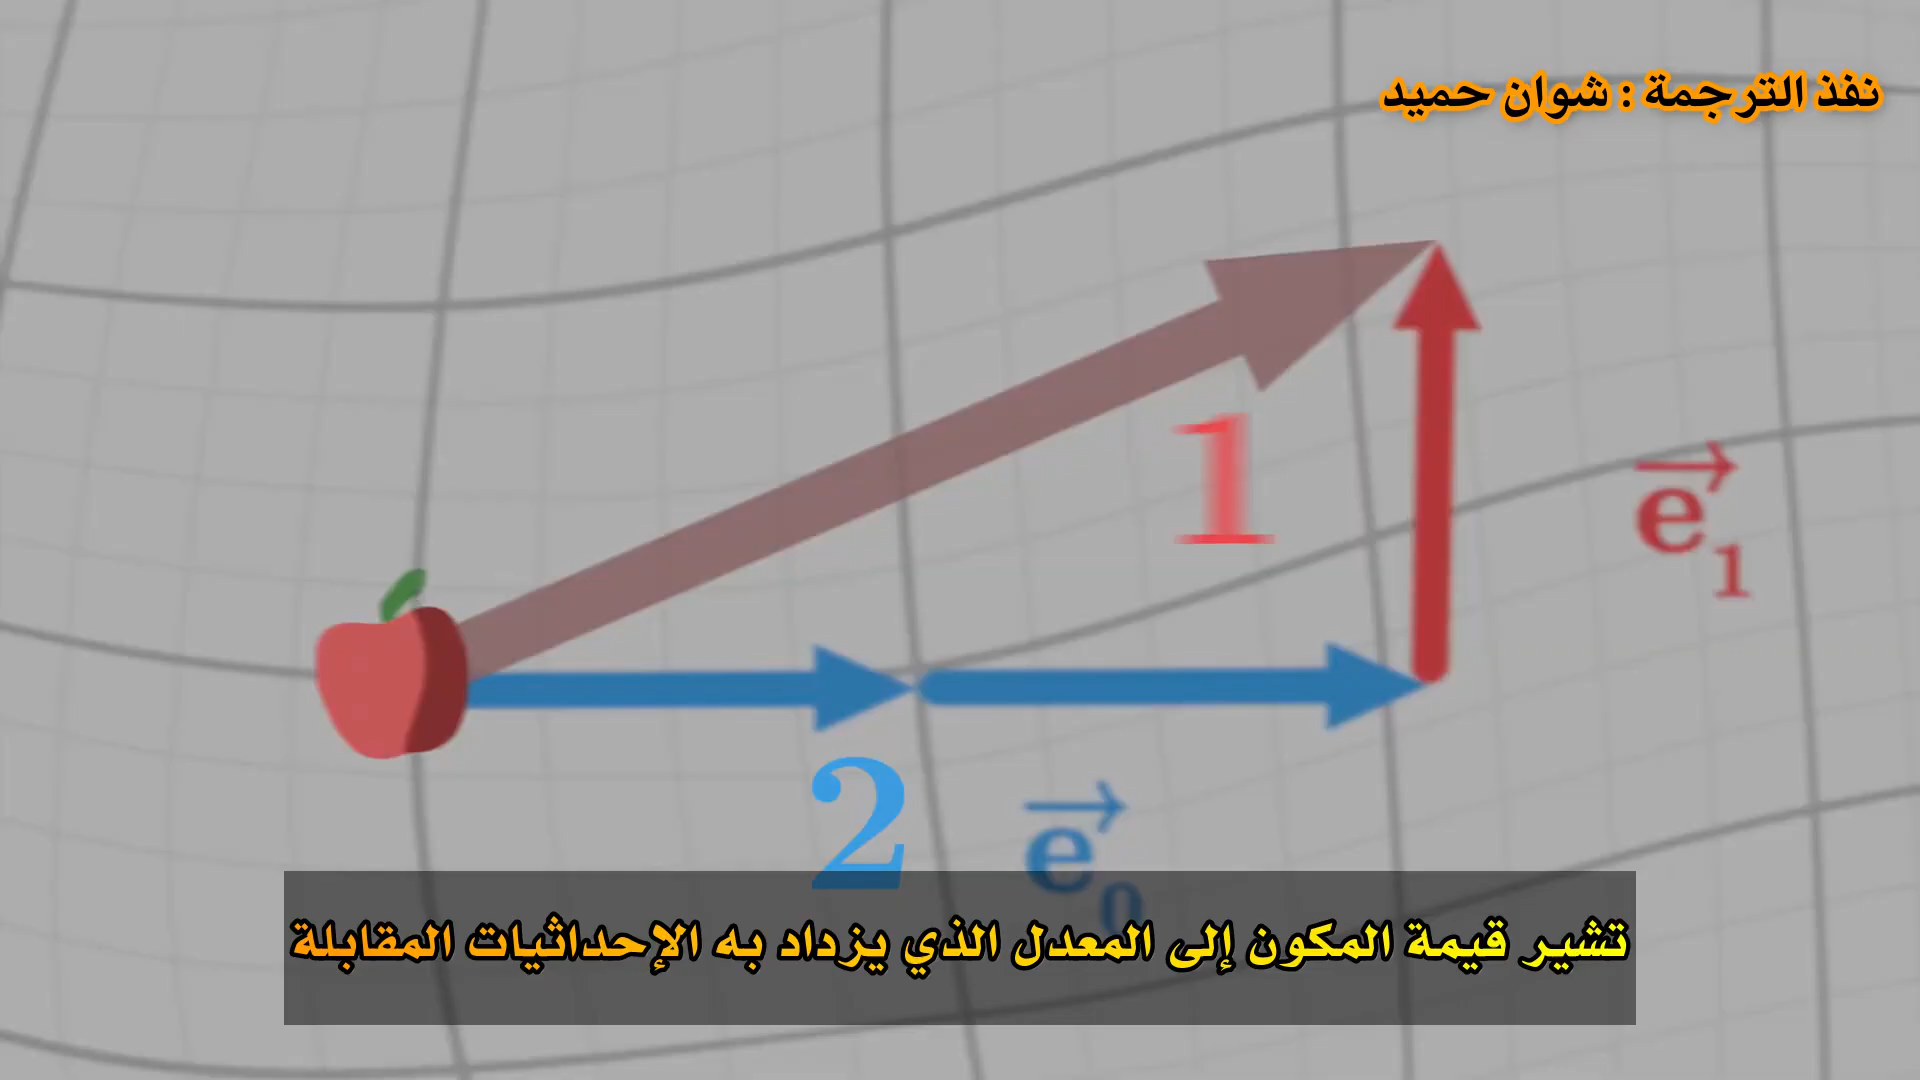 نفذ الترجمة : شوان حميد
1
e₁
2
e₀
تشير قيمة المكون إلى المعدل الذي يزداد به الإحداثيات المقابلة